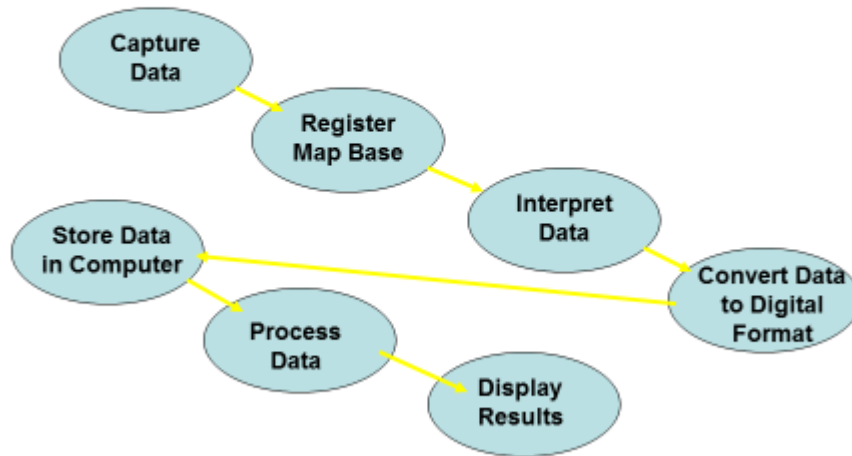 Capture
Data
Register
Map Base
Interpret
Data
Convert Data
to Digital
Format
Store Data
in Computer
Process
Data
Display
Results